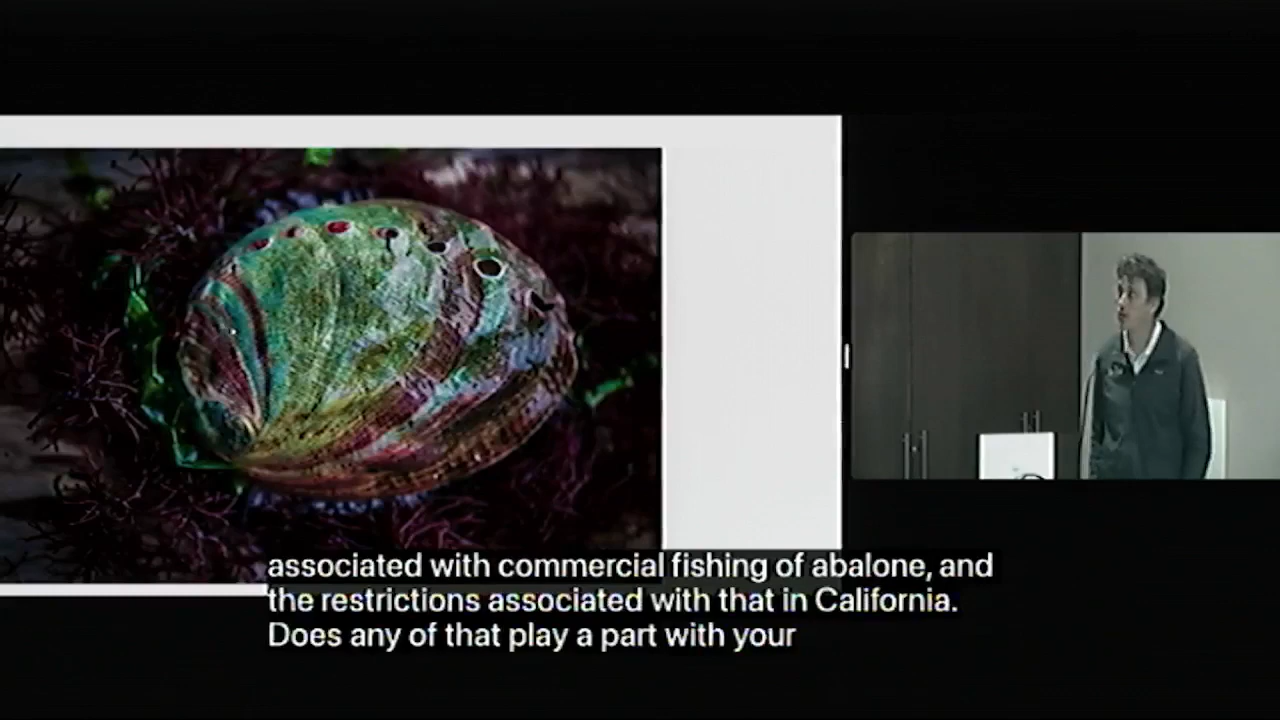 associated with commercial fishing of abalone, and
the restrictions associated with that in California.
Does any of that play a part with your